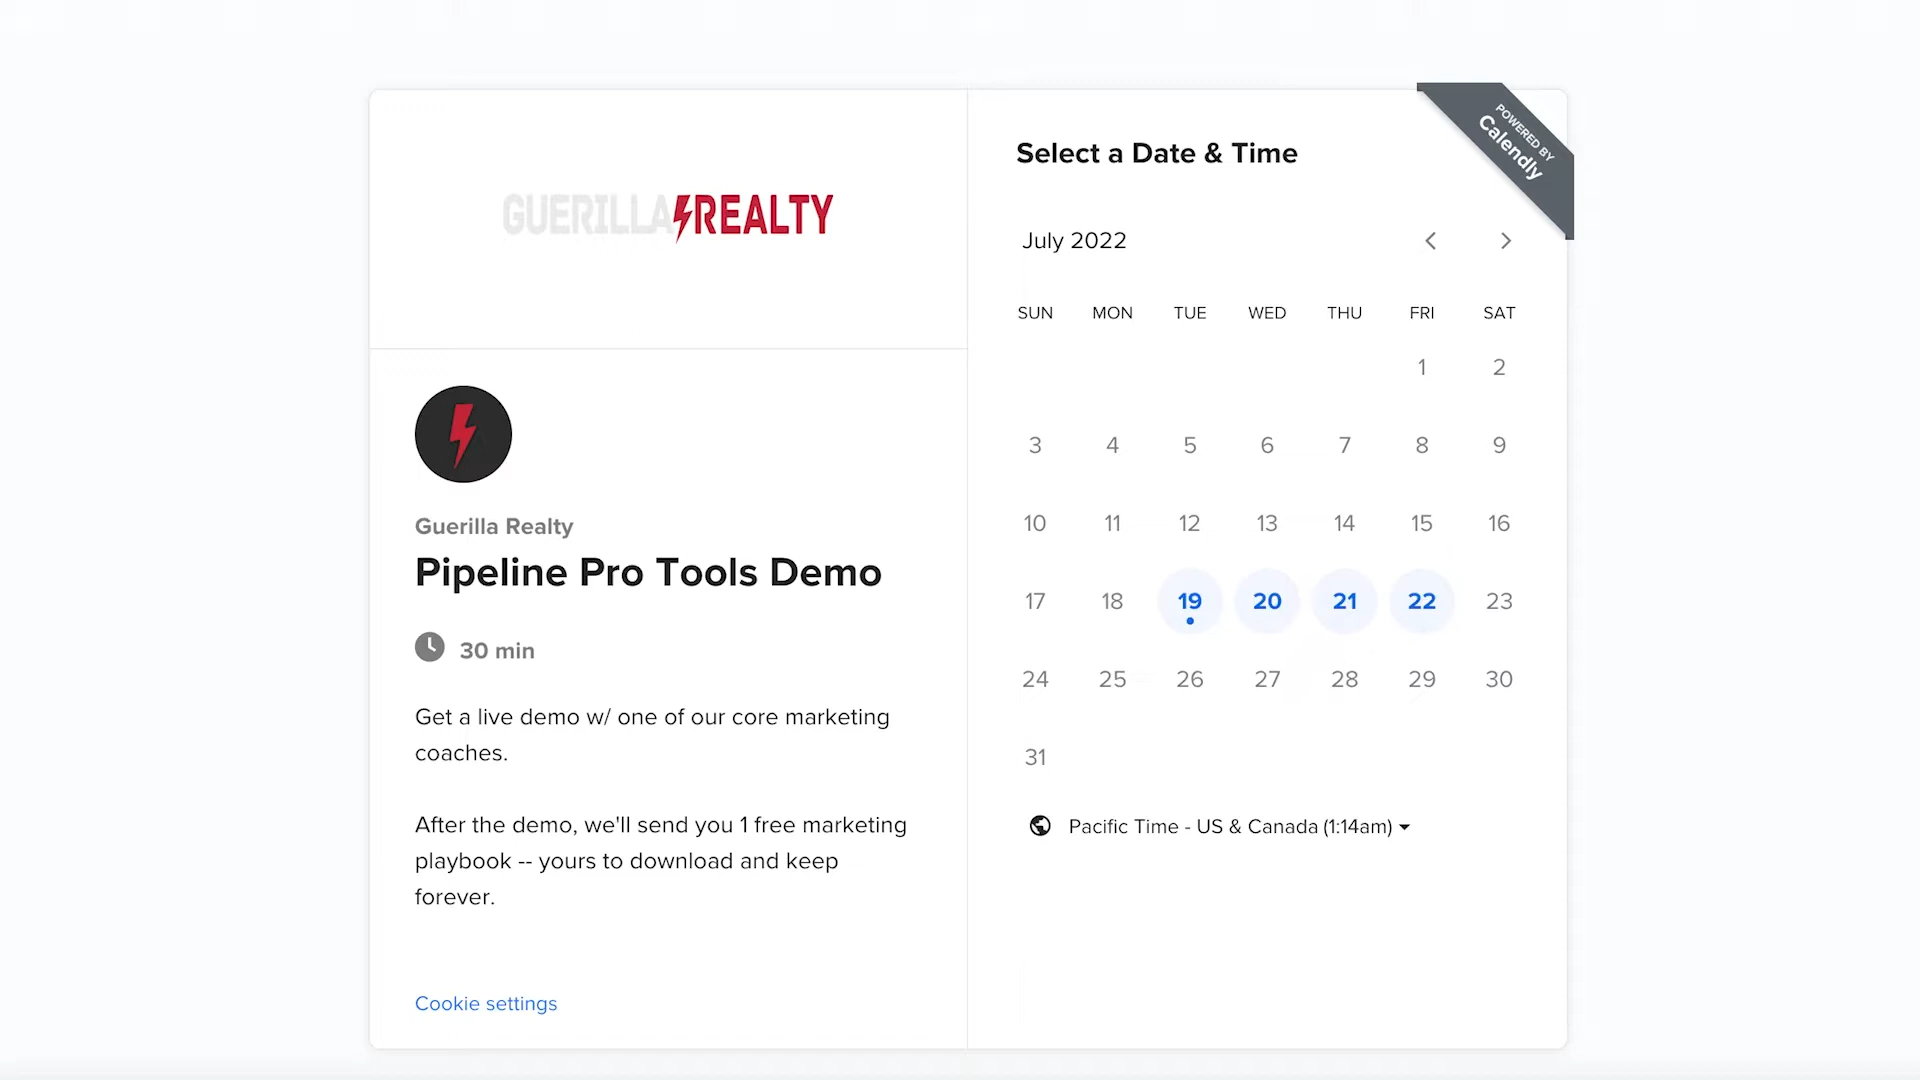 GUERILLA REALTY
Guerilla Realty
Pipeline Pro Tools Demo
30 min
Get a live demo w/ one of our core marketing
coaches.
After the demo, we'll send you 1 free marketing
playbook -- yours to download and keep
forever.
Cookie settings
POWERED BY
Calendly
Select a Date & Time
July 2022
SUN MON TUE WED THU FRI SAT
1 2
3 4 5 6 7 8 9
10 11 12 13 14 15 16
17 18 19 20 21 22 23
24 25 26 27 28 29 30
31
Pacific Time - US & Canada (1:14am)